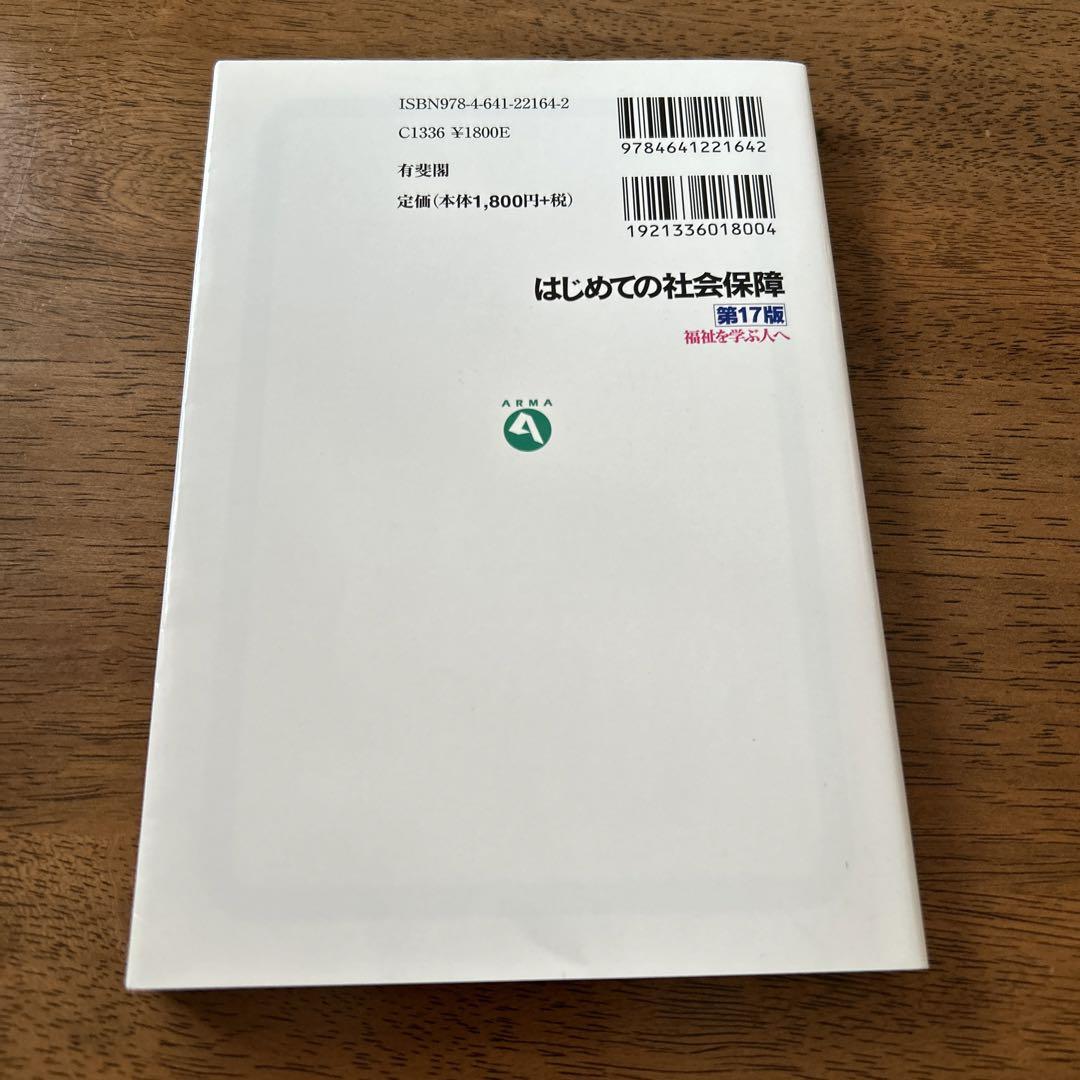 ISBN978-4-641-22164-2
C1336 ¥1800E
有斐閣
定価(本体1,800円+税)
9784641221642
1921336018004
はじめての社会保障
第17版
福祉を学ぶ人へ
ARMA